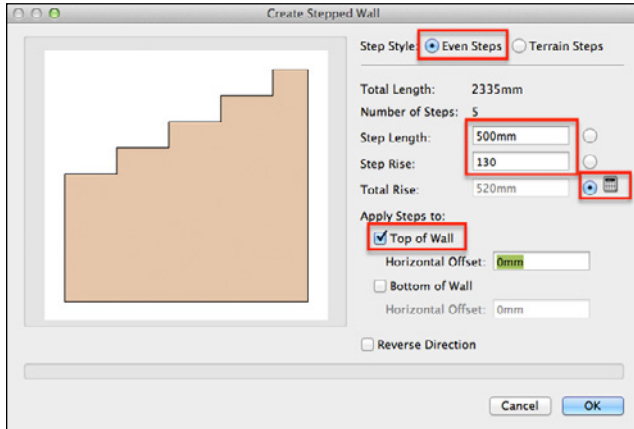 Create Stepped Wall
Step Style: Even Steps Terrain Steps
Total Length: 2335mm
Number of Steps: 5
Step Length: 500mm
Step Rise: 130
Total Rise: 520mm
Apply Steps to:
Top of Wall
Horizontal Offset: 0mm
Bottom of Wall
Horizontal Offset: 0mm
Reverse Direction
Cancel OK